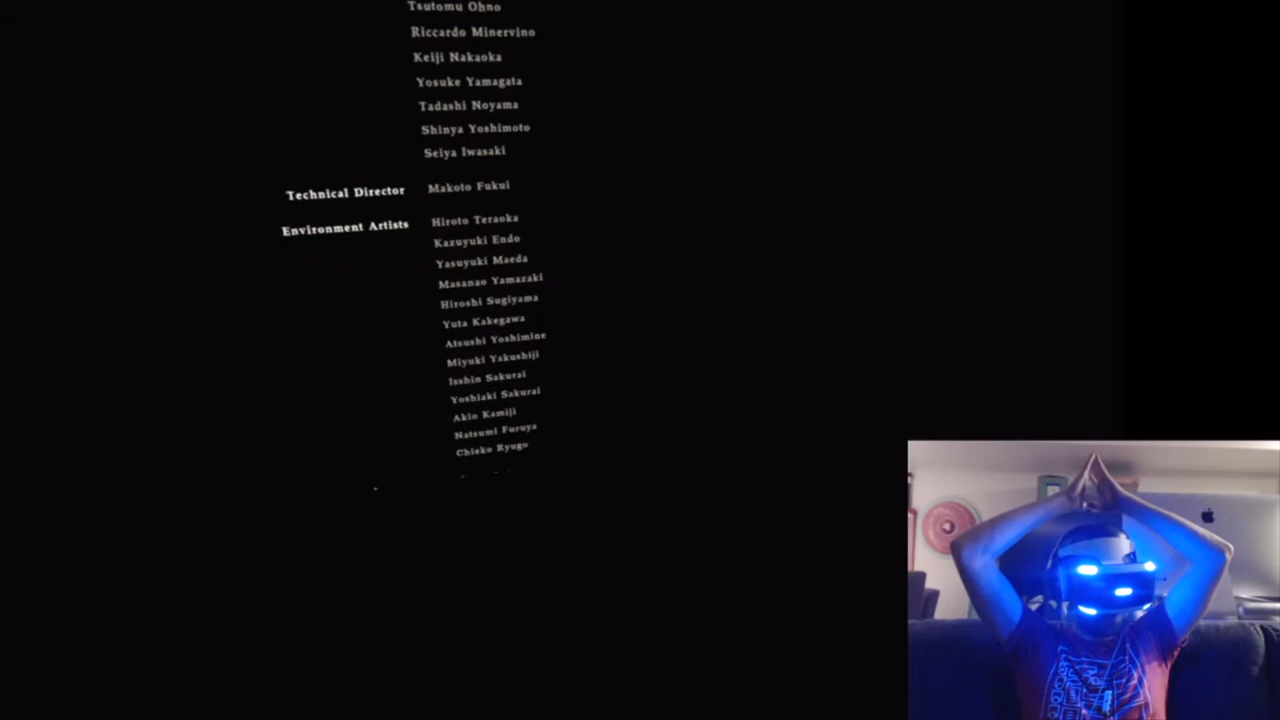 Tsutomu Ohno
Riccardo Minervino
Keiji Nakaoka
Yosuke Yamagata
Tadashi Noyama
Shinya Yoshimoto
Seiya Iwasaki
Technical Director Makoto Fukui
Environment Artists Hiroto Teraoka
Kazuyuki Endo
Yasuyuki Maeda
Masanao Yamazaki
Hiroshi Sugiyama
Yuta Kakegawa
Atsushi Yoshimine
Miyuki Yakushiji
Isshin Sakurai
Yoshiaki Sakurai
Akio Kamiji
Natsumi Furuya
Chieko Ryugo